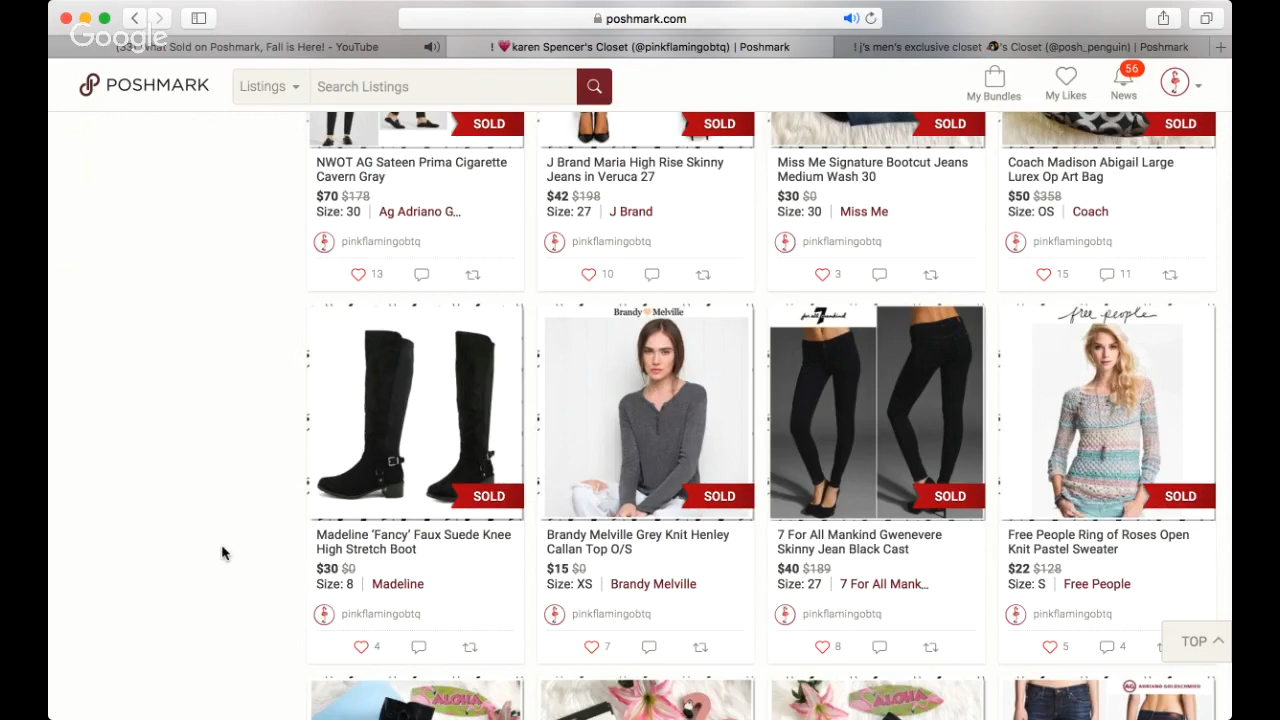 poshmark.com
Google
What Sold on Poshmark, Fall is Here! - YouTube
! ❤karen Spencer's Closet (@pinkflamingobtq) | Poshmark
! j's men's exclusive closet 🐧's Closet (@posh_penguin) | Poshmark
POSHMARK
Listings
Search Listings
My Bundles
My Likes
56
News
SOLD
SOLD
SOLD
SOLD
NWOT AG Sateen Prima Cigarette
Cavern Gray
$70 $178
Size: 30 | Ag Adriano G...
pinkflamingobtq
13
J Brand Maria High Rise Skinny
Jeans in Veruca 27
$42 $198
Size: 27 | J Brand
pinkflamingobtq
10
Miss Me Signature Bootcut Jeans
Medium Wash 30
$30 $0
Size: 30 | Miss Me
pinkflamingobtq
3
Coach Madison Abigail Large
Lurex Op Art Bag
$50 $358
Size: OS | Coach
pinkflamingobtq
15 11
SOLD
Madeline 'Fancy' Faux Suede Knee
High Stretch Boot
$30 $0
Size: 8 | Madeline
pinkflamingobtq
4
Brandy Melville
SOLD
Brandy Melville Grey Knit Henley
Callan Top O/S
$15 $0
Size: XS | Brandy Melville
pinkflamingobtq
7
for all mankind
SOLD
7 For All Mankind Gwenevere
Skinny Jean Black Cast
$40 $189
Size: 27 | 7 For All Mank...
pinkflamingobtq
8
free people
SOLD
Free People Ring of Roses Open
Knit Pastel Sweater
$22 $128
Size: S | Free People
pinkflamingobtq
5 4
TOP
ALOHA
ALOHA
AG ADRIANO GOLDSCHMIED